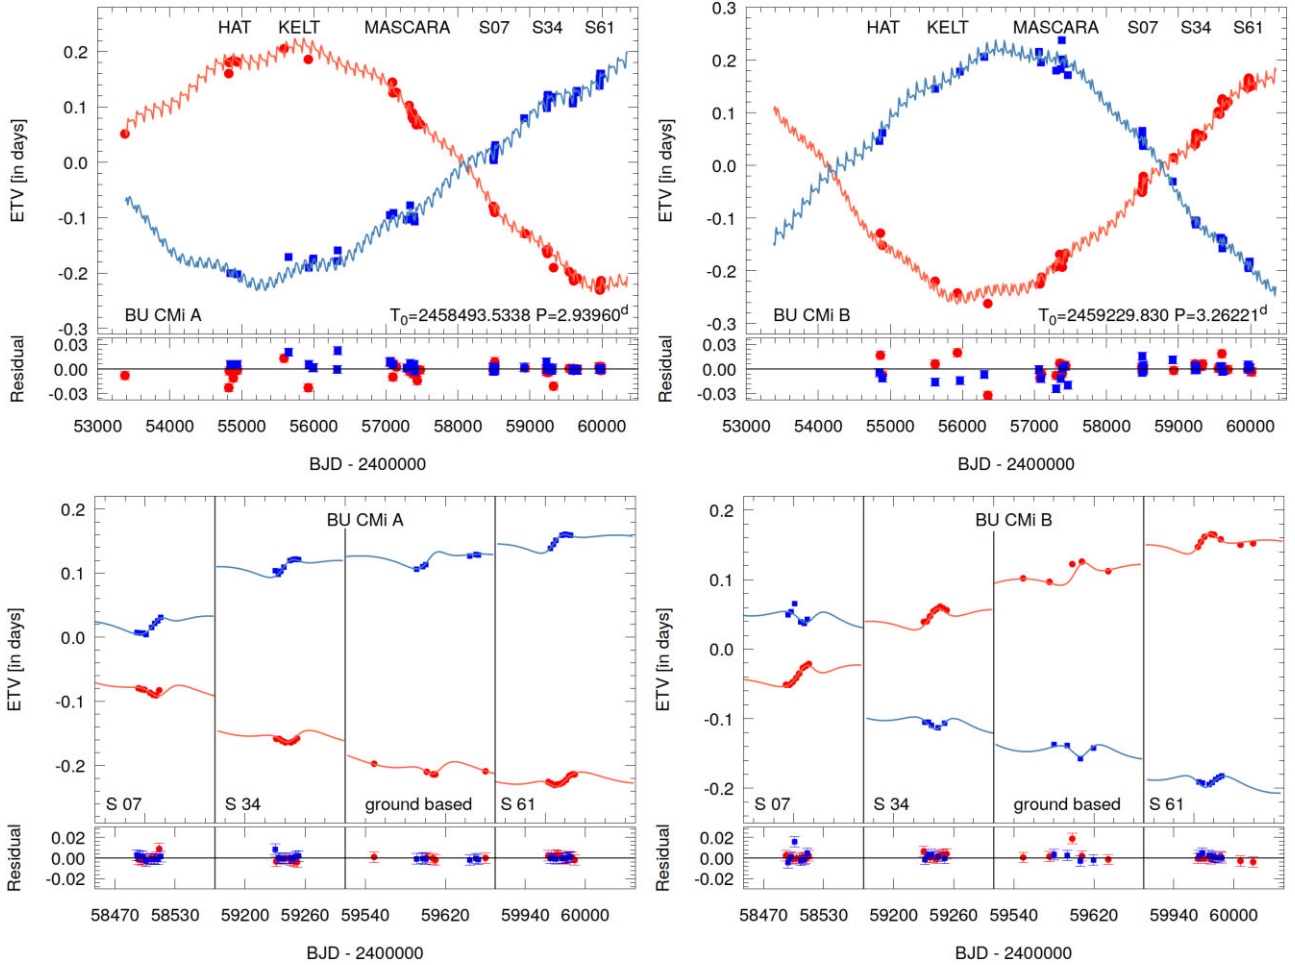 HAT KELT MASCARA S07 S34 S61
ETV [in days]
0.2
0.1
0.0
-0.1
-0.2
-0.3
BU CMi A
T0=2458493.5338 P=2.93960d
Residual
0.03
0.00
-0.03
53000 54000 55000 56000 57000 58000 59000 60000
BJD - 2400000
HAT KELT MASCARA S07 S34 S61
ETV [in days]
0.3
0.2
0.1
0.0
-0.1
-0.2
-0.3
BU CMi B
T0=2459229.830 P=3.26221d
Residual
0.03
0.00
-0.03
53000 54000 55000 56000 57000 58000 59000 60000
BJD - 2400000
BU CMi A
ETV [in days]
0.2
0.1
0.0
-0.1
-0.2
S 07 S 34 ground based S 61
Residual
0.02
0.00
-0.02
58470 58530 59200 59260 59540 59620 59940 60000
BJD - 2400000
BU CMi B
ETV [in days]
0.2
0.1
0.0
-0.1
-0.2
S 07 S 34 ground based S 61
Residual
0.02
0.00
-0.02
58470 58530 59200 59260 59540 59620 59940 60000
BJD - 2400000